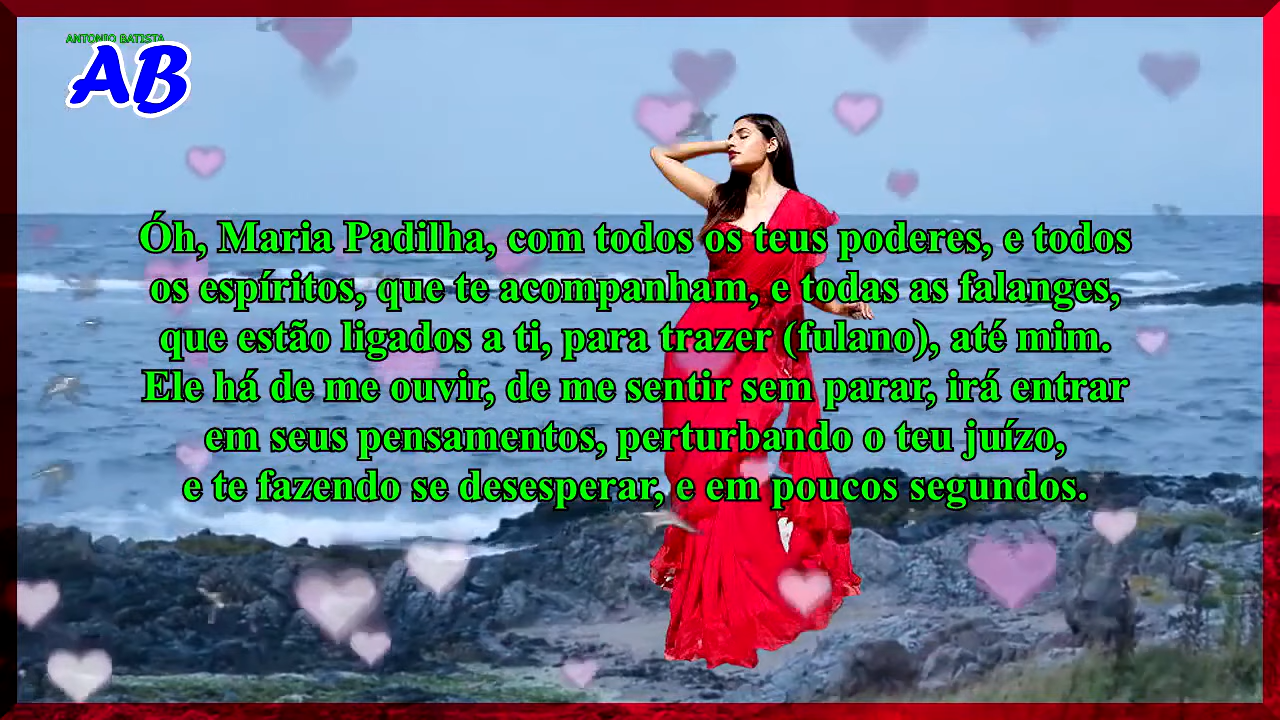 ANTONIO BATISTA
AB
Óh, Maria Padilha, com todos os teus poderes, e todos
os espíritos, que te acompanham, e todas as falanges,
que estão ligados a ti, para trazer (fulano), até mim.
Ele há de me ouvir, de me sentir sem parar, irá entrar
em seus pensamentos, perturbando o teu juízo,
e te fazendo se desesperar, e em poucos segundos.